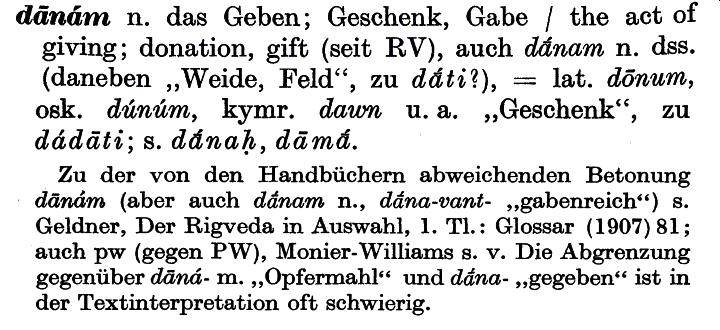 dānám n. das Geben; Geschenk, Gabe / the act of
giving; donation, gift (seit RV), auch dā́nam n. dss.
(daneben „Weide, Feld“, zu dā́ti?), = lat. dōnum,
osk. dúnúm, kymr. dawn u. a. „Geschenk“, zu
dádāti; s. dā́naḥ, dāmā́.
Zu der von den Handbüchern abweichenden Betonung
dānám (aber auch dā́nam n., dā́na-vant- „gabenreich“) s.
Geldner, Der Rigveda in Auswahl, 1. Tl.: Glossar (1907) 81;
auch pw (gegen PW), Monier-Williams s. v. Die Abgrenzung
gegenüber dāná- m. „Opfermahl“ und dā́na- „gegeben“ ist in
der Textinterpretation oft schwierig.